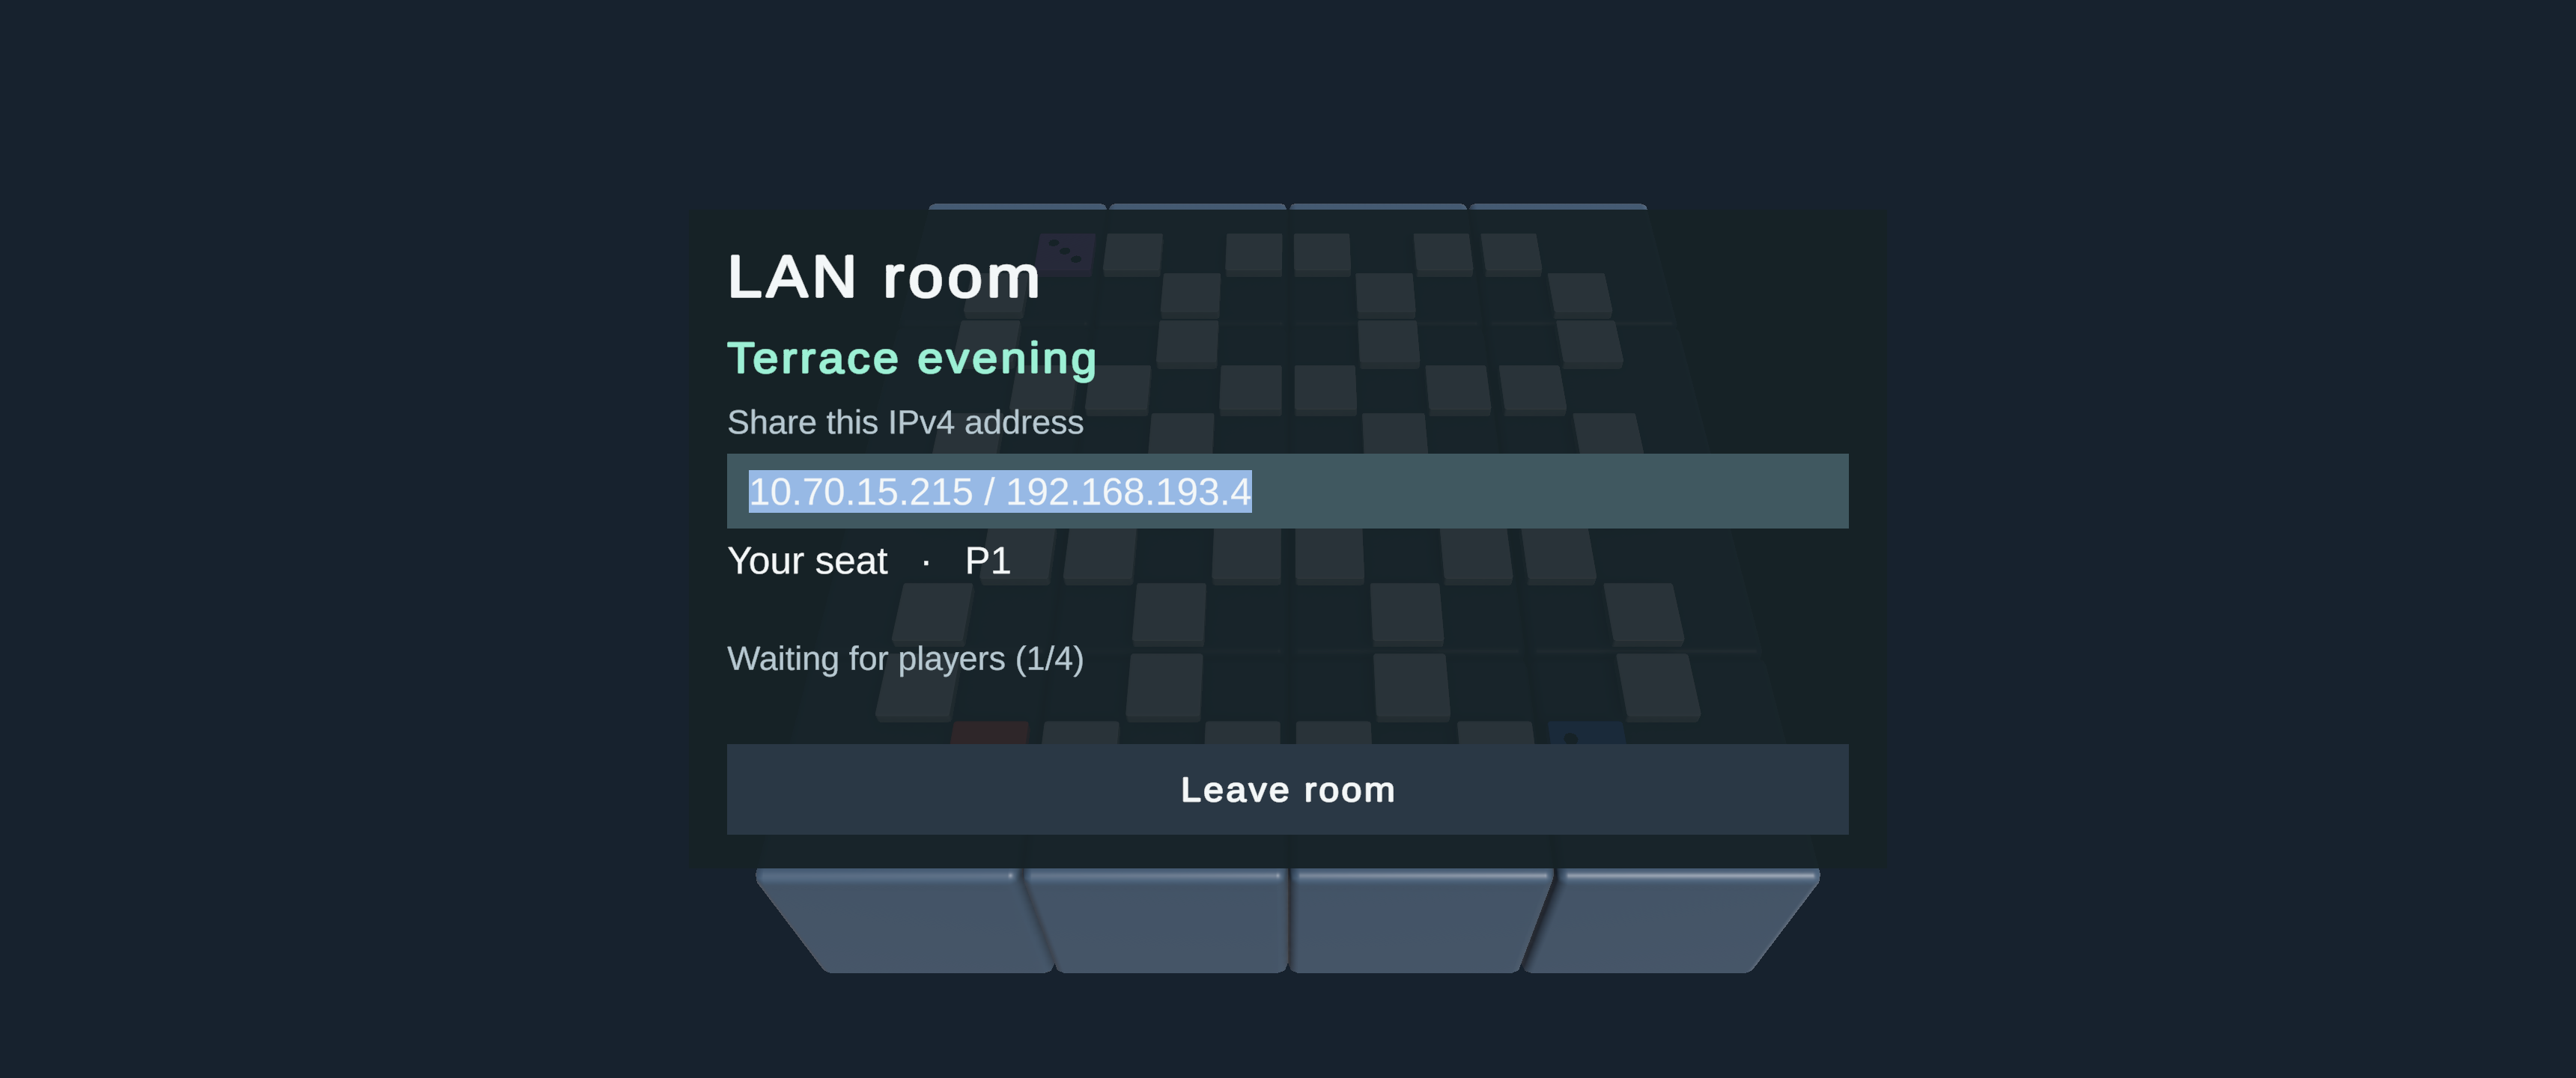 LAN room
Terrace evening
Share this IPv4 address
10.70.15.215 / 192.168.193.4
Your seat · P1
Waiting for players (1/4)
Leave room